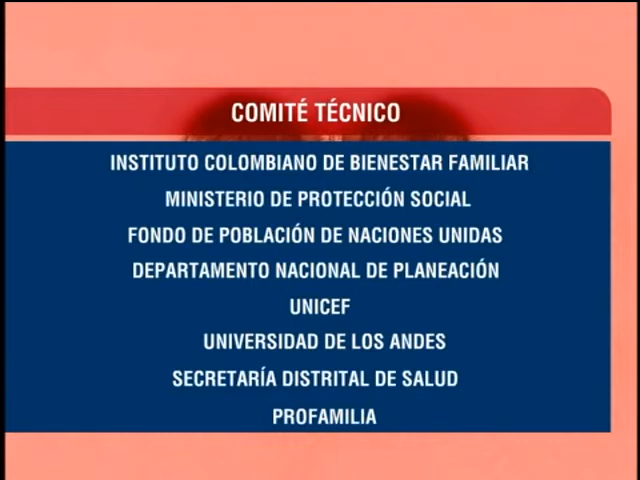 COMITÉ TÉCNICO
INSTITUTO COLOMBIANO DE BIENESTAR FAMILIAR
MINISTERIO DE PROTECCIÓN SOCIAL
FONDO DE POBLACIÓN DE NACIONES UNIDAS
DEPARTAMENTO NACIONAL DE PLANEACIÓN
UNICEF
UNIVERSIDAD DE LOS ANDES
SECRETARÍA DISTRITAL DE SALUD
PROFAMILIA